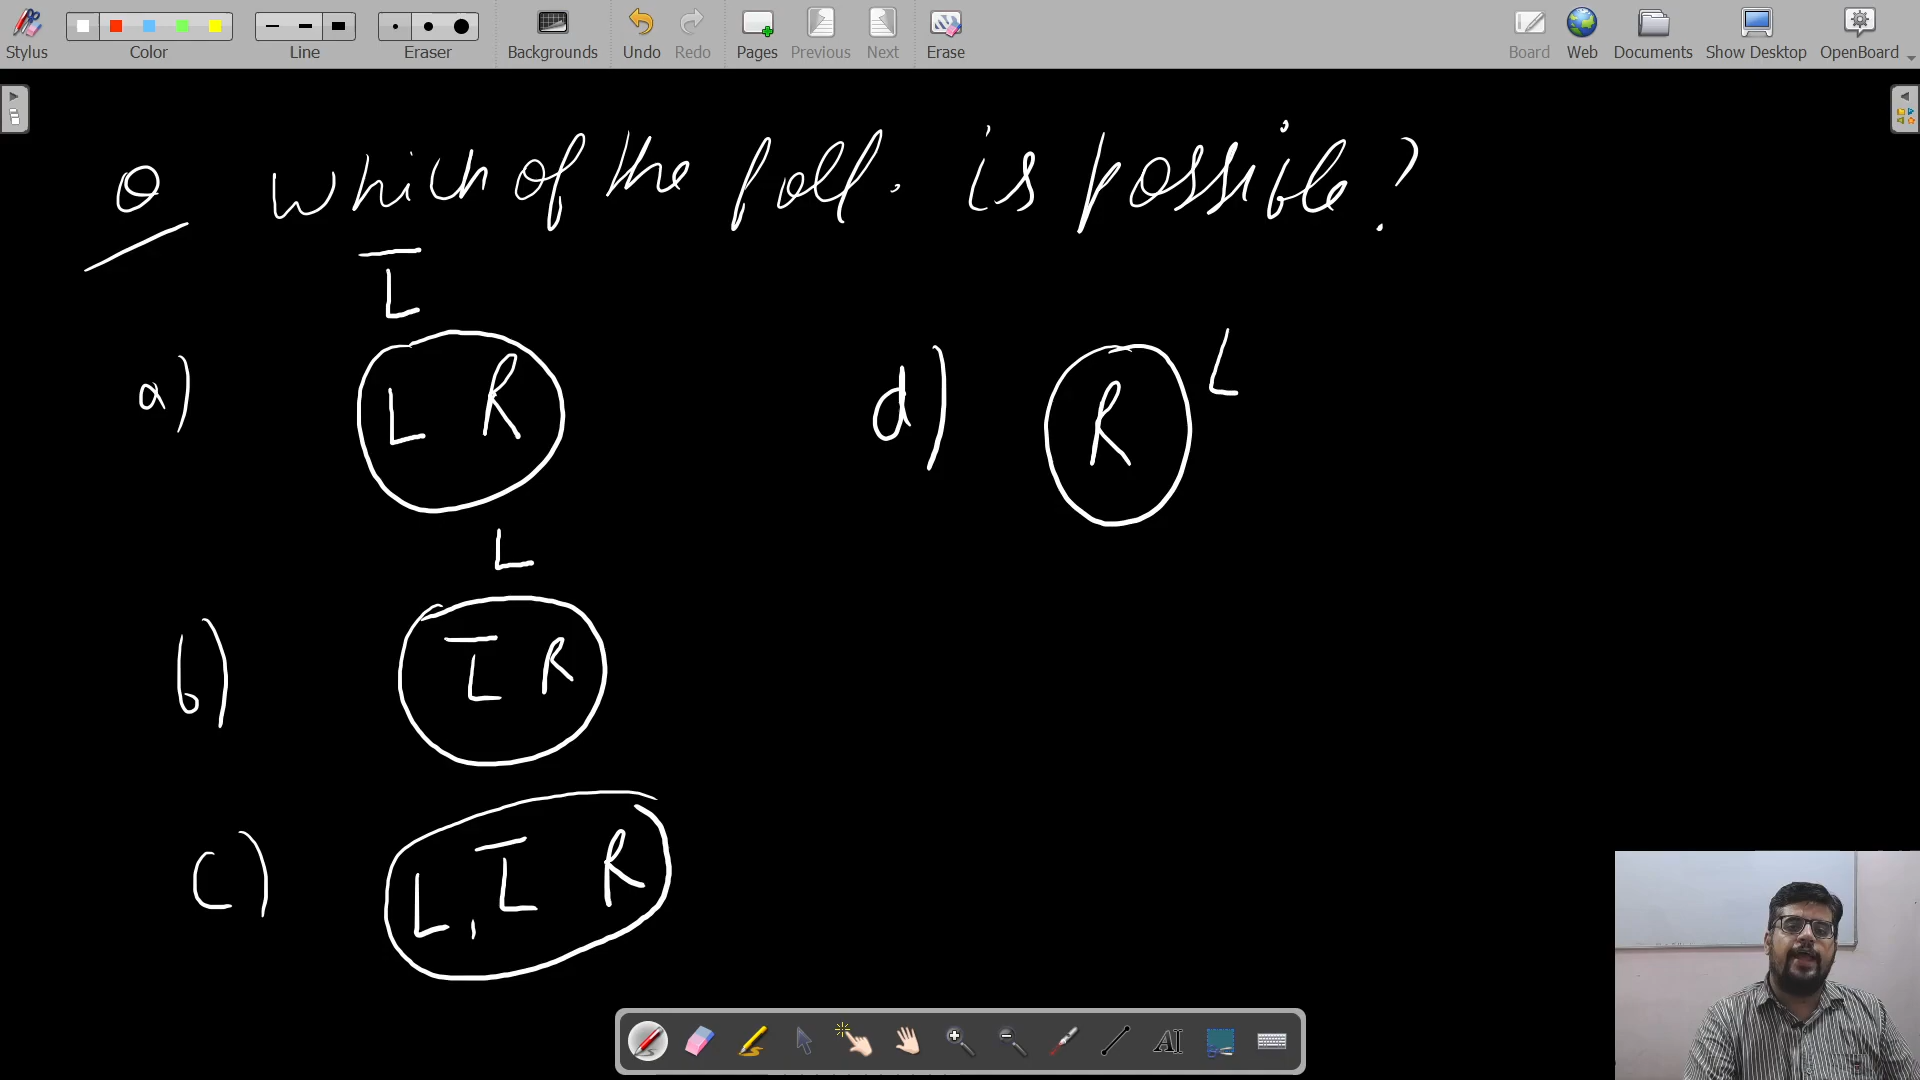 Stylus Color Line Eraser Backgrounds Undo Redo Pages Previous Next Erase Board Web Documents Show Desktop OpenBoard
Q Which of the foll. is possible?
L̅
a) L R
d) R L
L
b) L̅ R
c) L, L̅ R